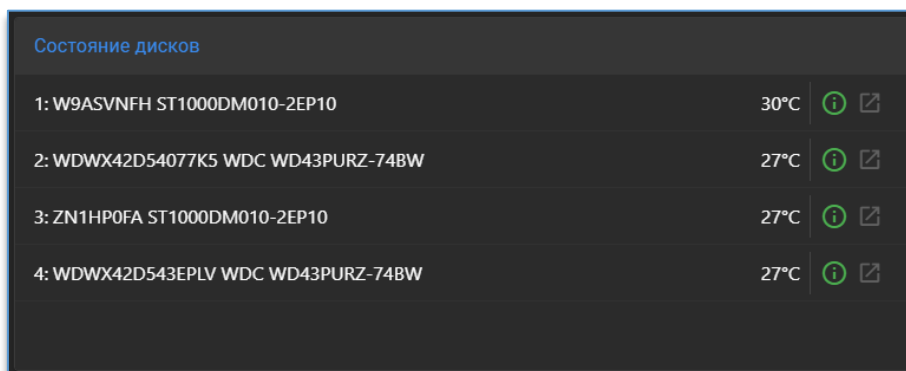 Состояние дисков
1: W9ASVNFH ST1000DM010-2EP10 30°C
2: WDWX42D54077K5 WDC WD43PURZ-74BW 27°C
3: ZN1HP0FA ST1000DM010-2EP10 27°C
4: WDWX42D543EPLV WDC WD43PURZ-74BW 27°C